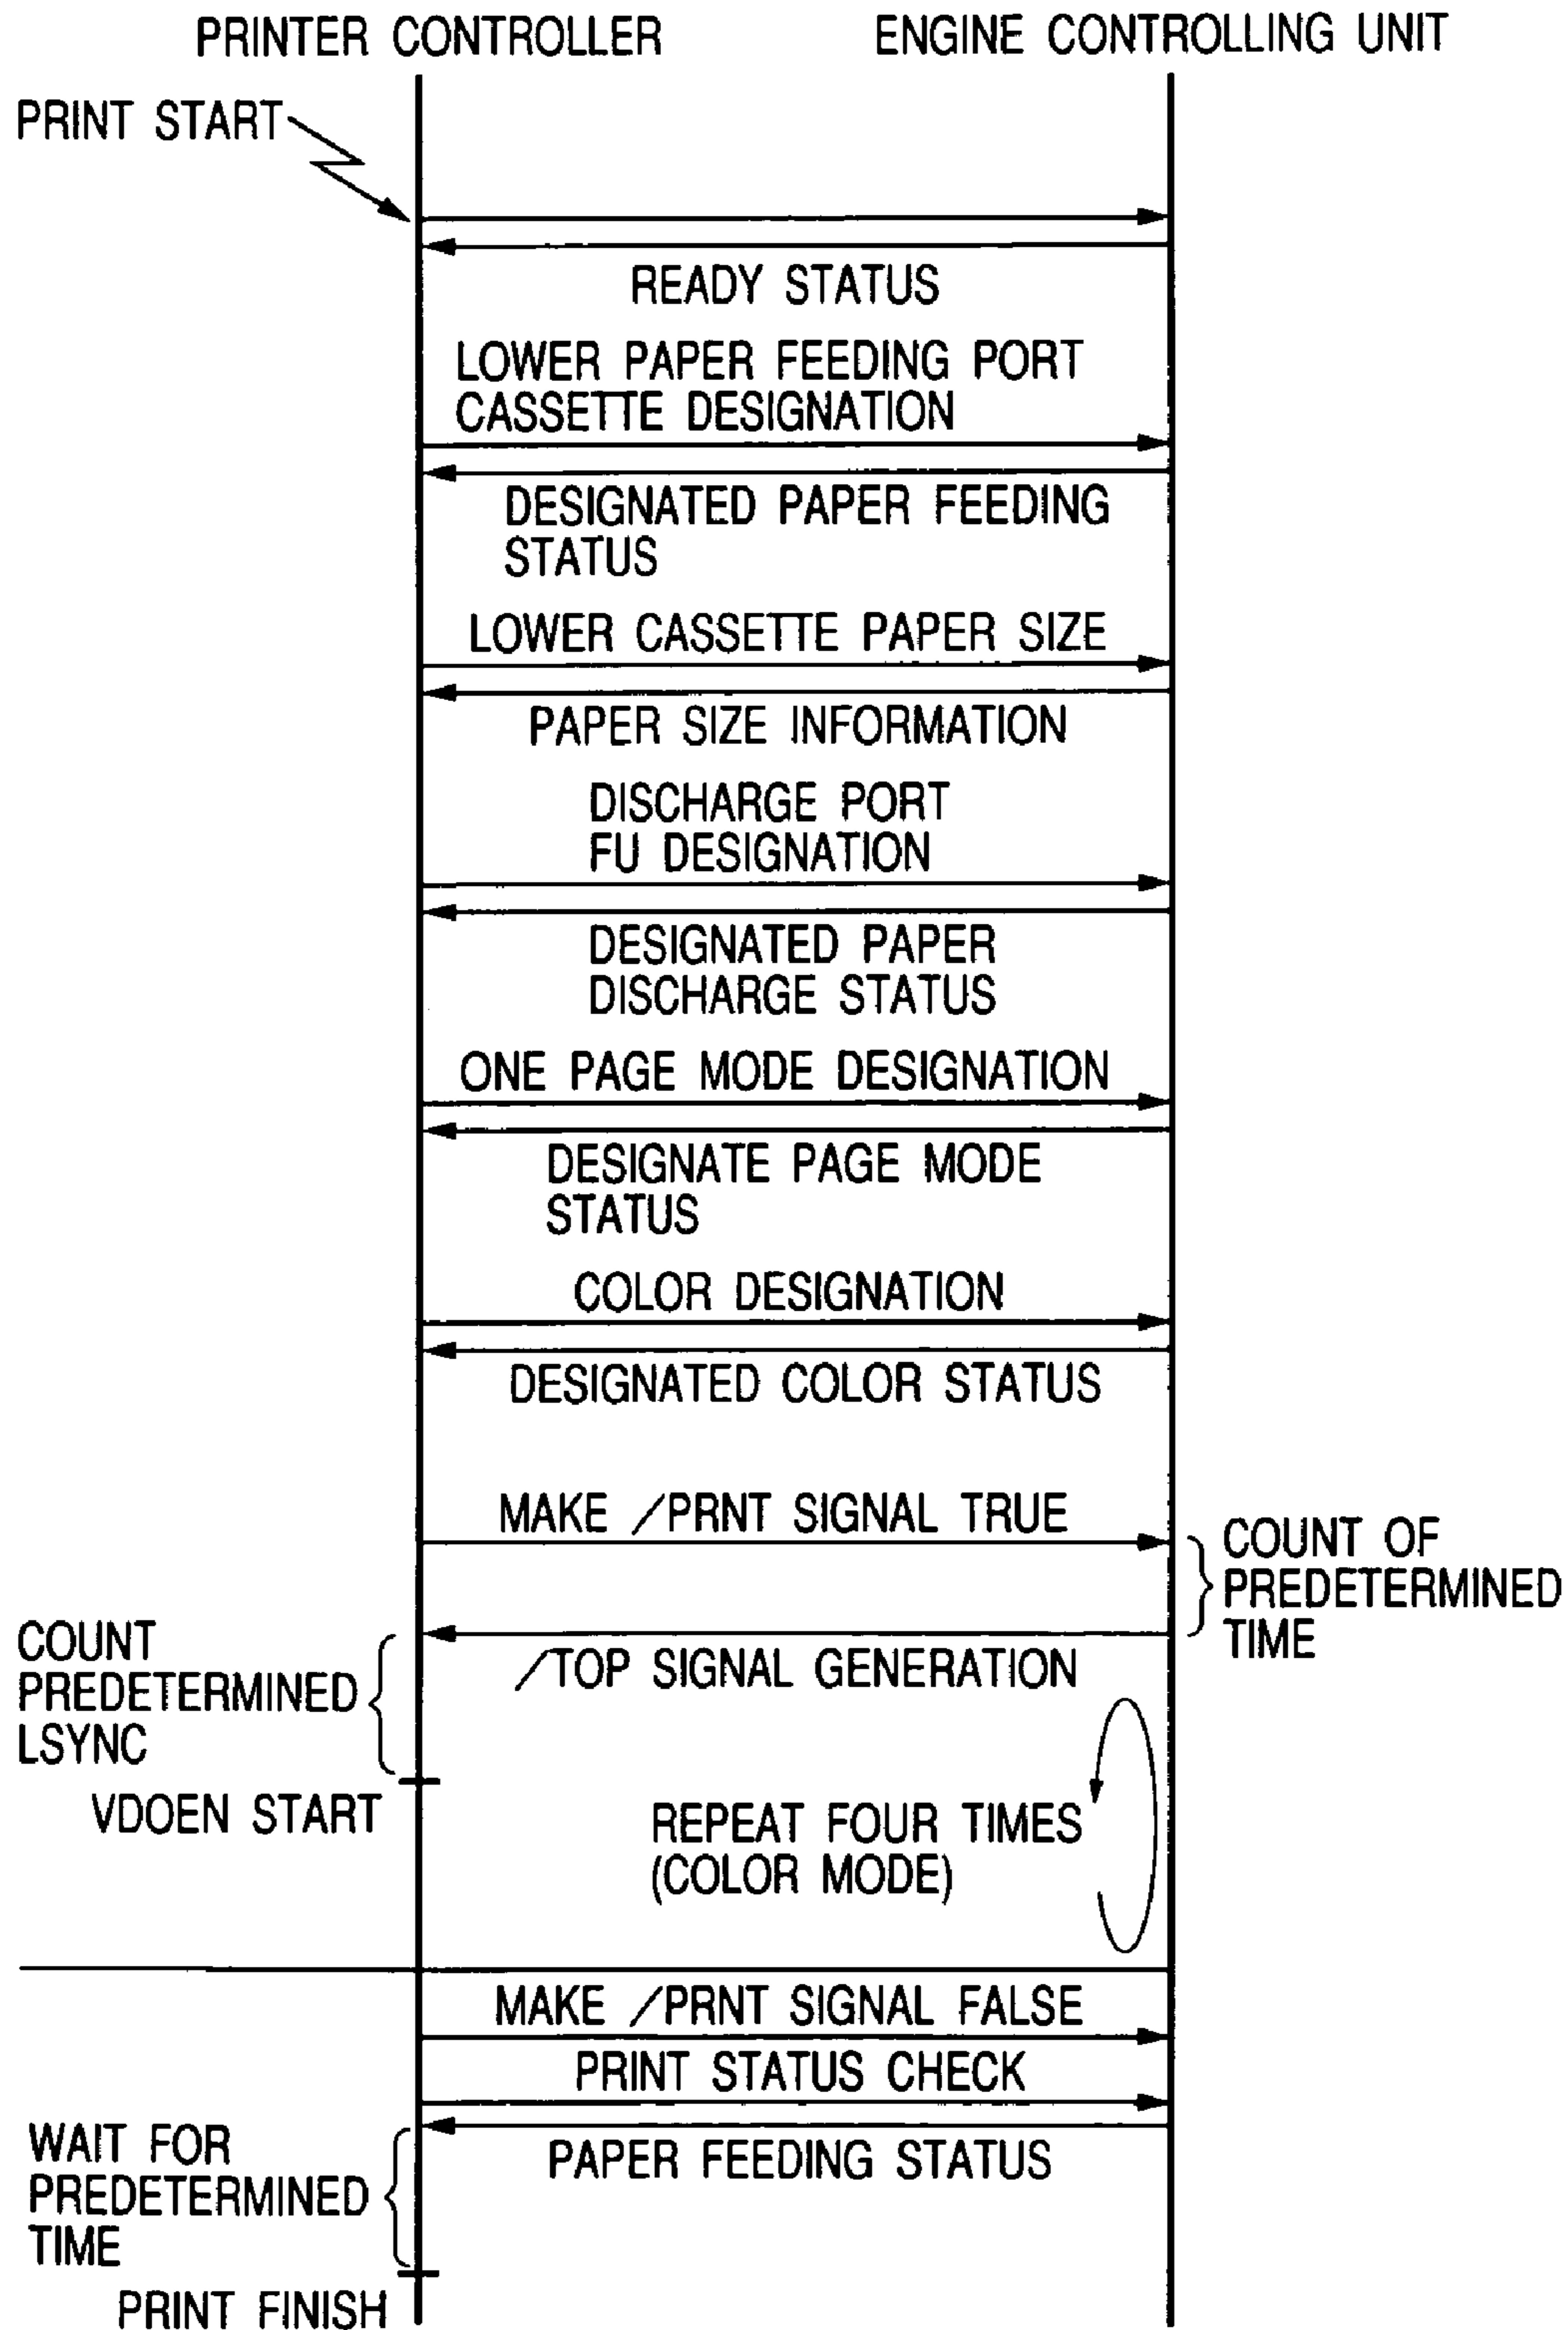 PRINTER CONTROLLER
ENGINE CONTROLLING UNIT
PRINT START
READY STATUS
LOWER PAPER FEEDING PORT
CASSETTE DESIGNATION
DESIGNATED PAPER FEEDING
STATUS
LOWER CASSETTE PAPER SIZE
PAPER SIZE INFORMATION
DISCHARGE PORT
FU DESIGNATION
DESIGNATED PAPER
DISCHARGE STATUS
ONE PAGE MODE DESIGNATION
DESIGNATE PAGE MODE
STATUS
COLOR DESIGNATION
DESIGNATED COLOR STATUS
MAKE /PRNT SIGNAL TRUE
COUNT OF
PREDETERMINED
TIME
COUNT
PREDETERMINED
LSYNC
/TOP SIGNAL GENERATION
VDOEN START
REPEAT FOUR TIMES
(COLOR MODE)
MAKE /PRNT SIGNAL FALSE
PRINT STATUS CHECK
WAIT FOR
PREDETERMINED
TIME
PAPER FEEDING STATUS
PRINT FINISH